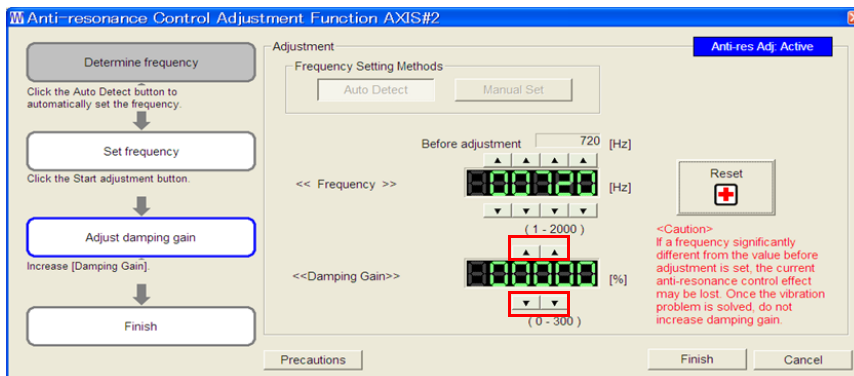 Anti-resonance Control Adjustment Function AXIS#2
Determine frequency
Click the Auto Detect button to
automatically set the frequency.
Set frequency
Click the Start adjustment button.
Adjust damping gain
Increase [Damping Gain].
Finish
Adjustment
Anti-res Adj: Active
Frequency Setting Methods
Auto Detect
Manual Set
Before adjustment 720 [Hz]
<< Frequency >> 00720 [Hz]
( 1 - 2000 )
<<Damping Gain>> 00000 [%]
( 0 - 300 )
Reset
<Caution>
If a frequency significantly
different from the value before
adjustment is set, the current
anti-resonance control effect
may be lost. Once the vibration
problem is solved, do not
increase damping gain.
Precautions
Finish
Cancel